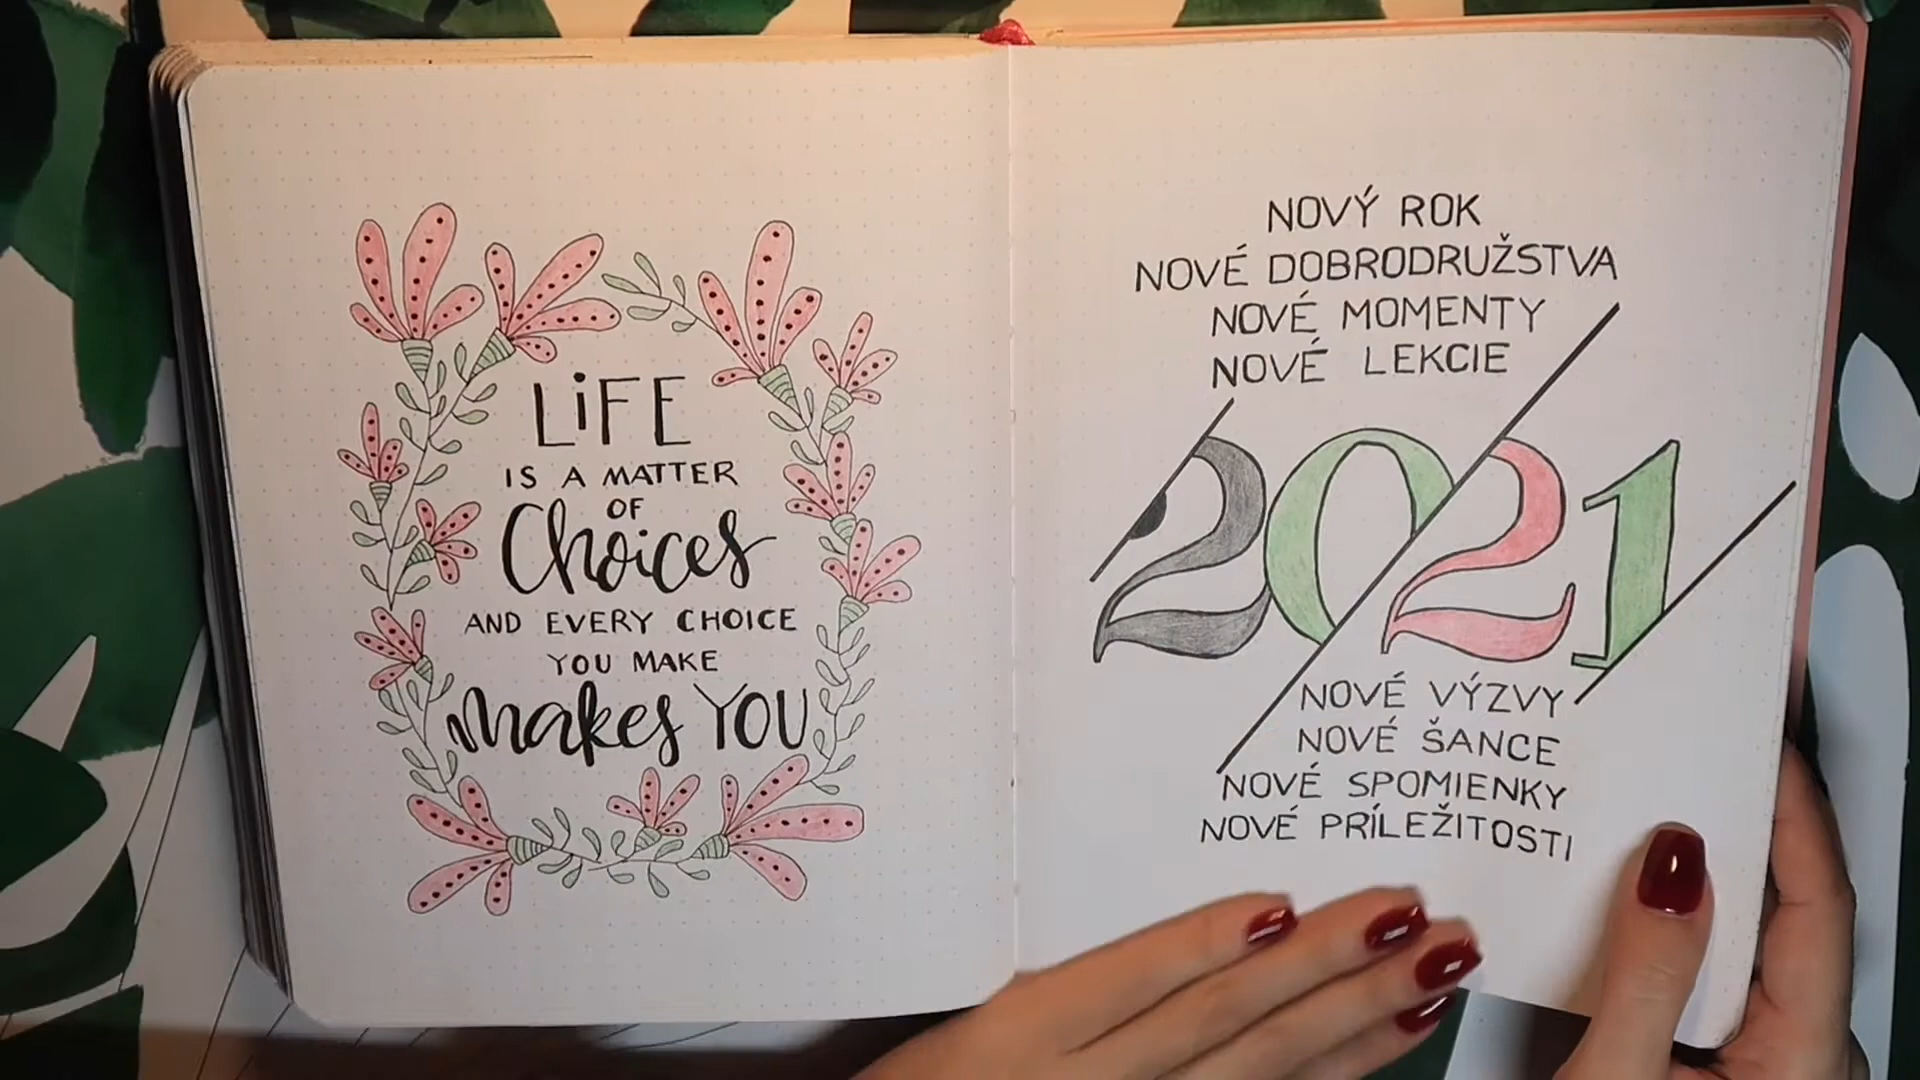 LiFE
IS A MATTER
OF
Choices
AND EVERY CHOICE
YOU MAKE
makes YOU
NOVÝ ROK
NOVÉ DOBRODRUŽSTVA
NOVÉ MOMENTY
NOVÉ LEKCIE
2021
NOVÉ VÝZVY
NOVÉ ŠANCE
NOVÉ SPOMIENKY
NOVÉ PRÍLEŽITOSTI